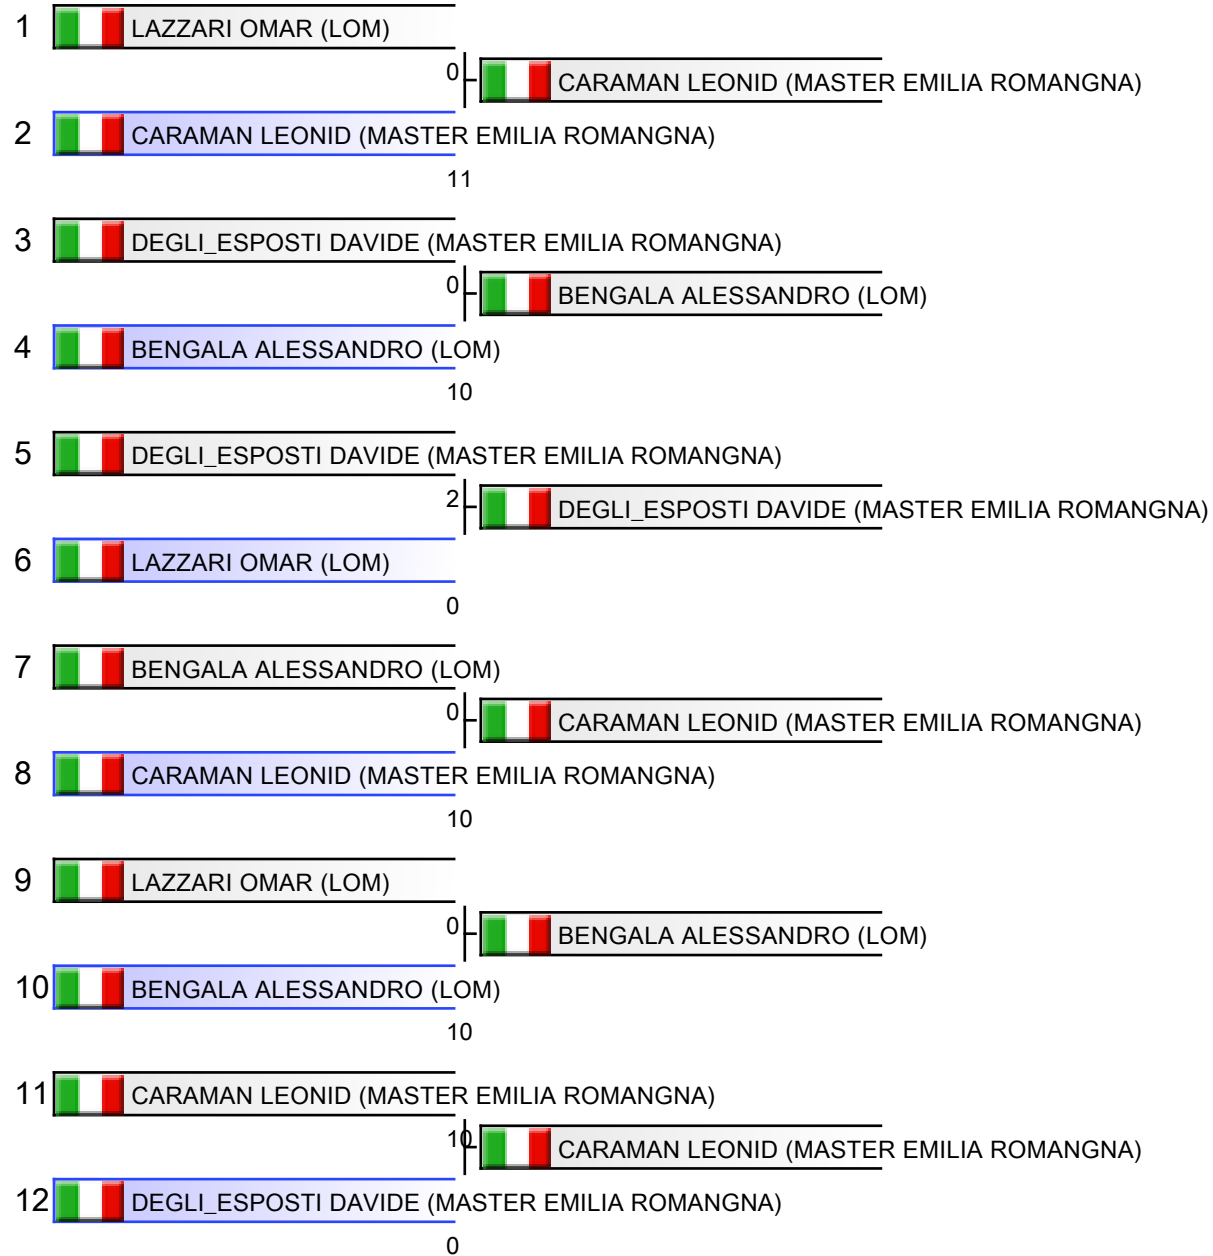 1 LAZZARI OMAR (LOM)
0 CARAMAN LEONID (MASTER EMILIA ROMANGNA)
2 CARAMAN LEONID (MASTER EMILIA ROMANGNA)
11
3 DEGLI_ESPOSTI DAVIDE (MASTER EMILIA ROMANGNA)
0 BENGALA ALESSANDRO (LOM)
4 BENGALA ALESSANDRO (LOM)
10
5 DEGLI_ESPOSTI DAVIDE (MASTER EMILIA ROMANGNA)
2 DEGLI_ESPOSTI DAVIDE (MASTER EMILIA ROMANGNA)
6 LAZZARI OMAR (LOM)
0
7 BENGALA ALESSANDRO (LOM)
0 CARAMAN LEONID (MASTER EMILIA ROMANGNA)
8 CARAMAN LEONID (MASTER EMILIA ROMANGNA)
10
9 LAZZARI OMAR (LOM)
0 BENGALA ALESSANDRO (LOM)
10 BENGALA ALESSANDRO (LOM)
10
11 CARAMAN LEONID (MASTER EMILIA ROMANGNA)
10 CARAMAN LEONID (MASTER EMILIA ROMANGNA)
12 DEGLI_ESPOSTI DAVIDE (MASTER EMILIA ROMANGNA)
0